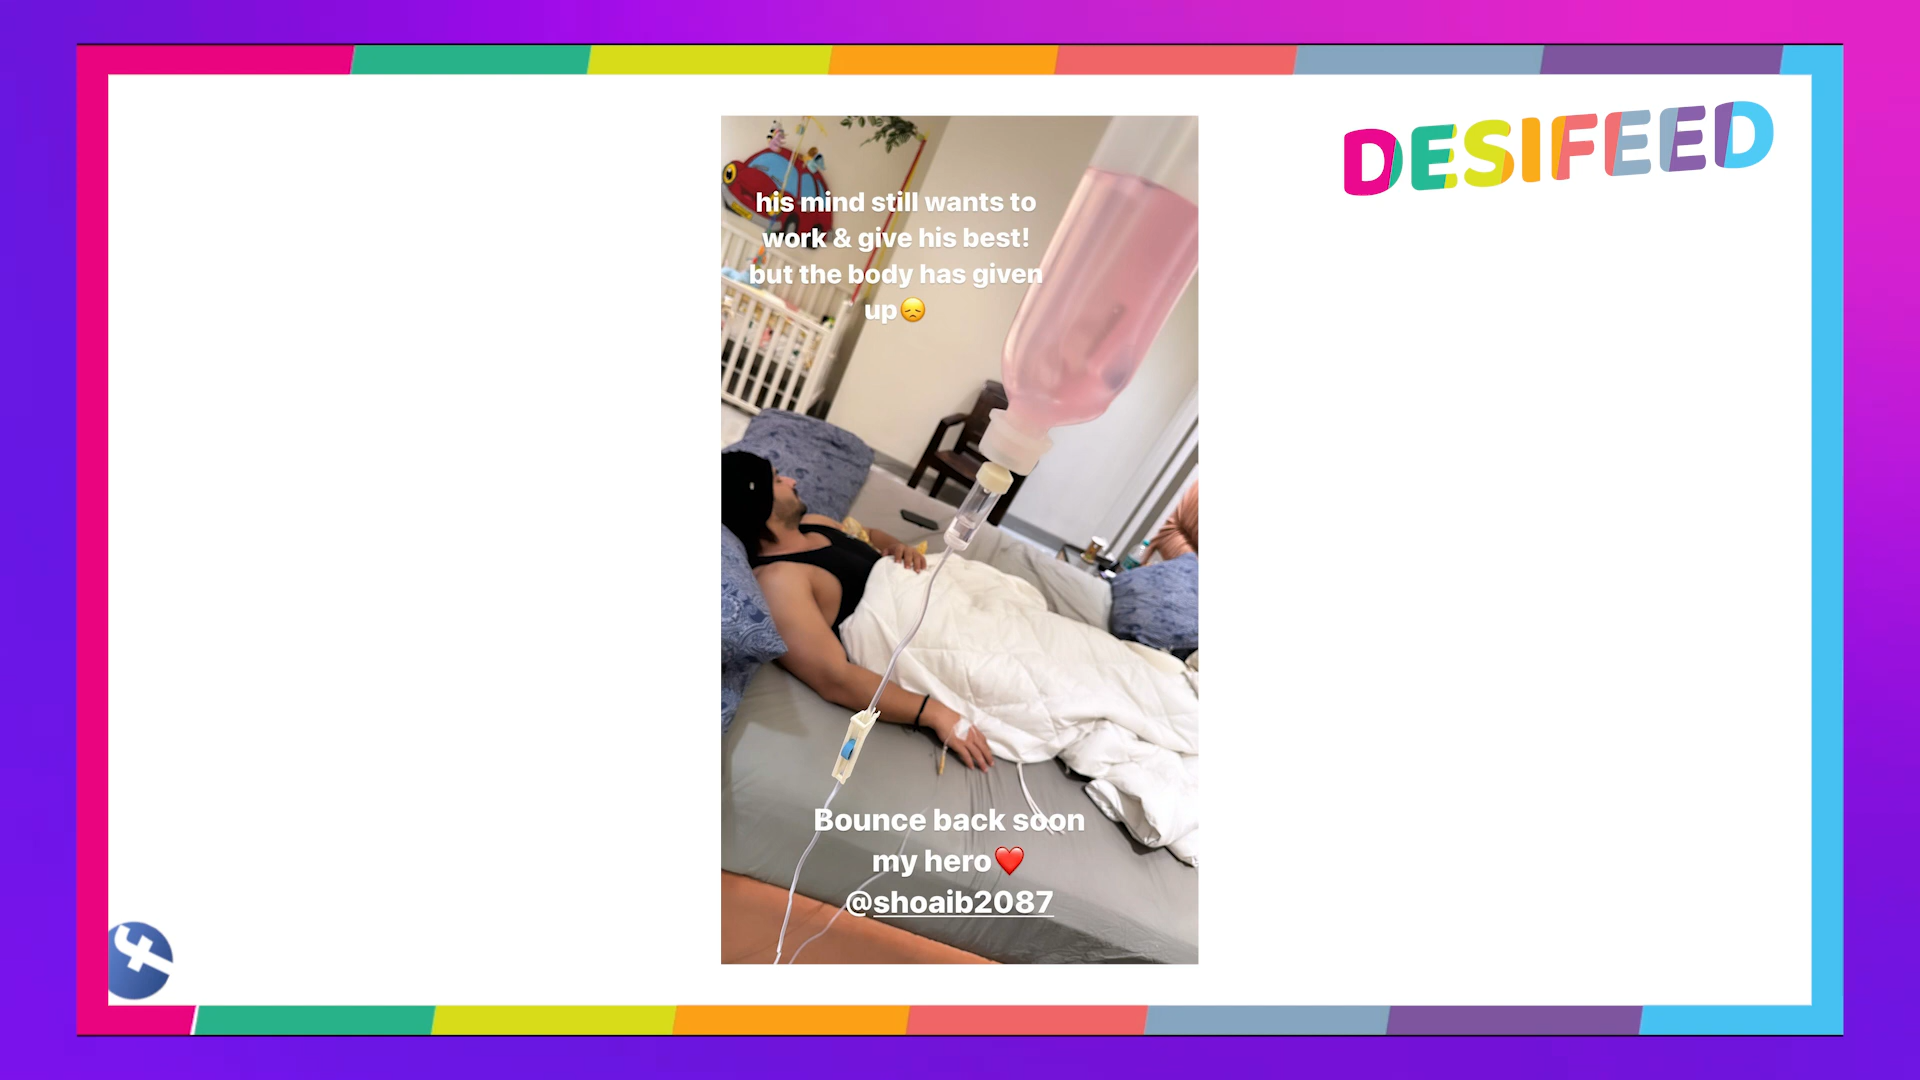 DESIFEED
his mind still wants to
work & give his best!
but the body has given
up😞
Bounce back soon
my hero❤️
@shoaib2087